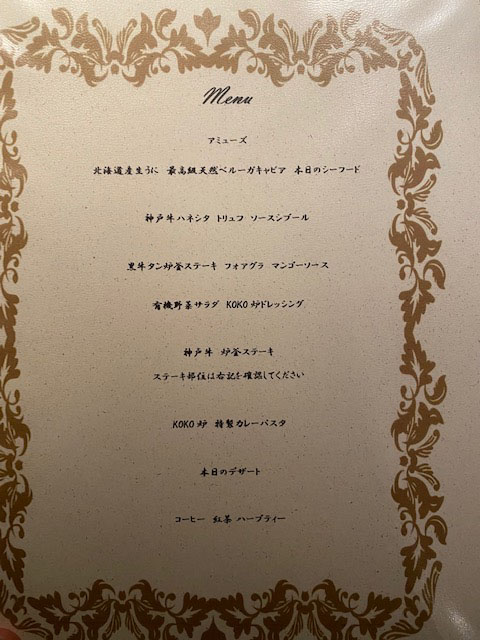 Menu
アミューズ
北海道産生うに 最高級天然ベルーガキャビア 本日のシーフード
神戸牛ハネシタ トリュフ ソースシブール
黒牛タン炉釜ステーキ フォアグラ マンゴーソース
有機野菜サラダ KOKO炉ドレッシング
神戸牛 炉釜ステーキ
ステーキ部位は右記を確認してください
KOKO炉 特製カレーパスタ
本日のデザート
コーヒー 紅茶 ハーブティー